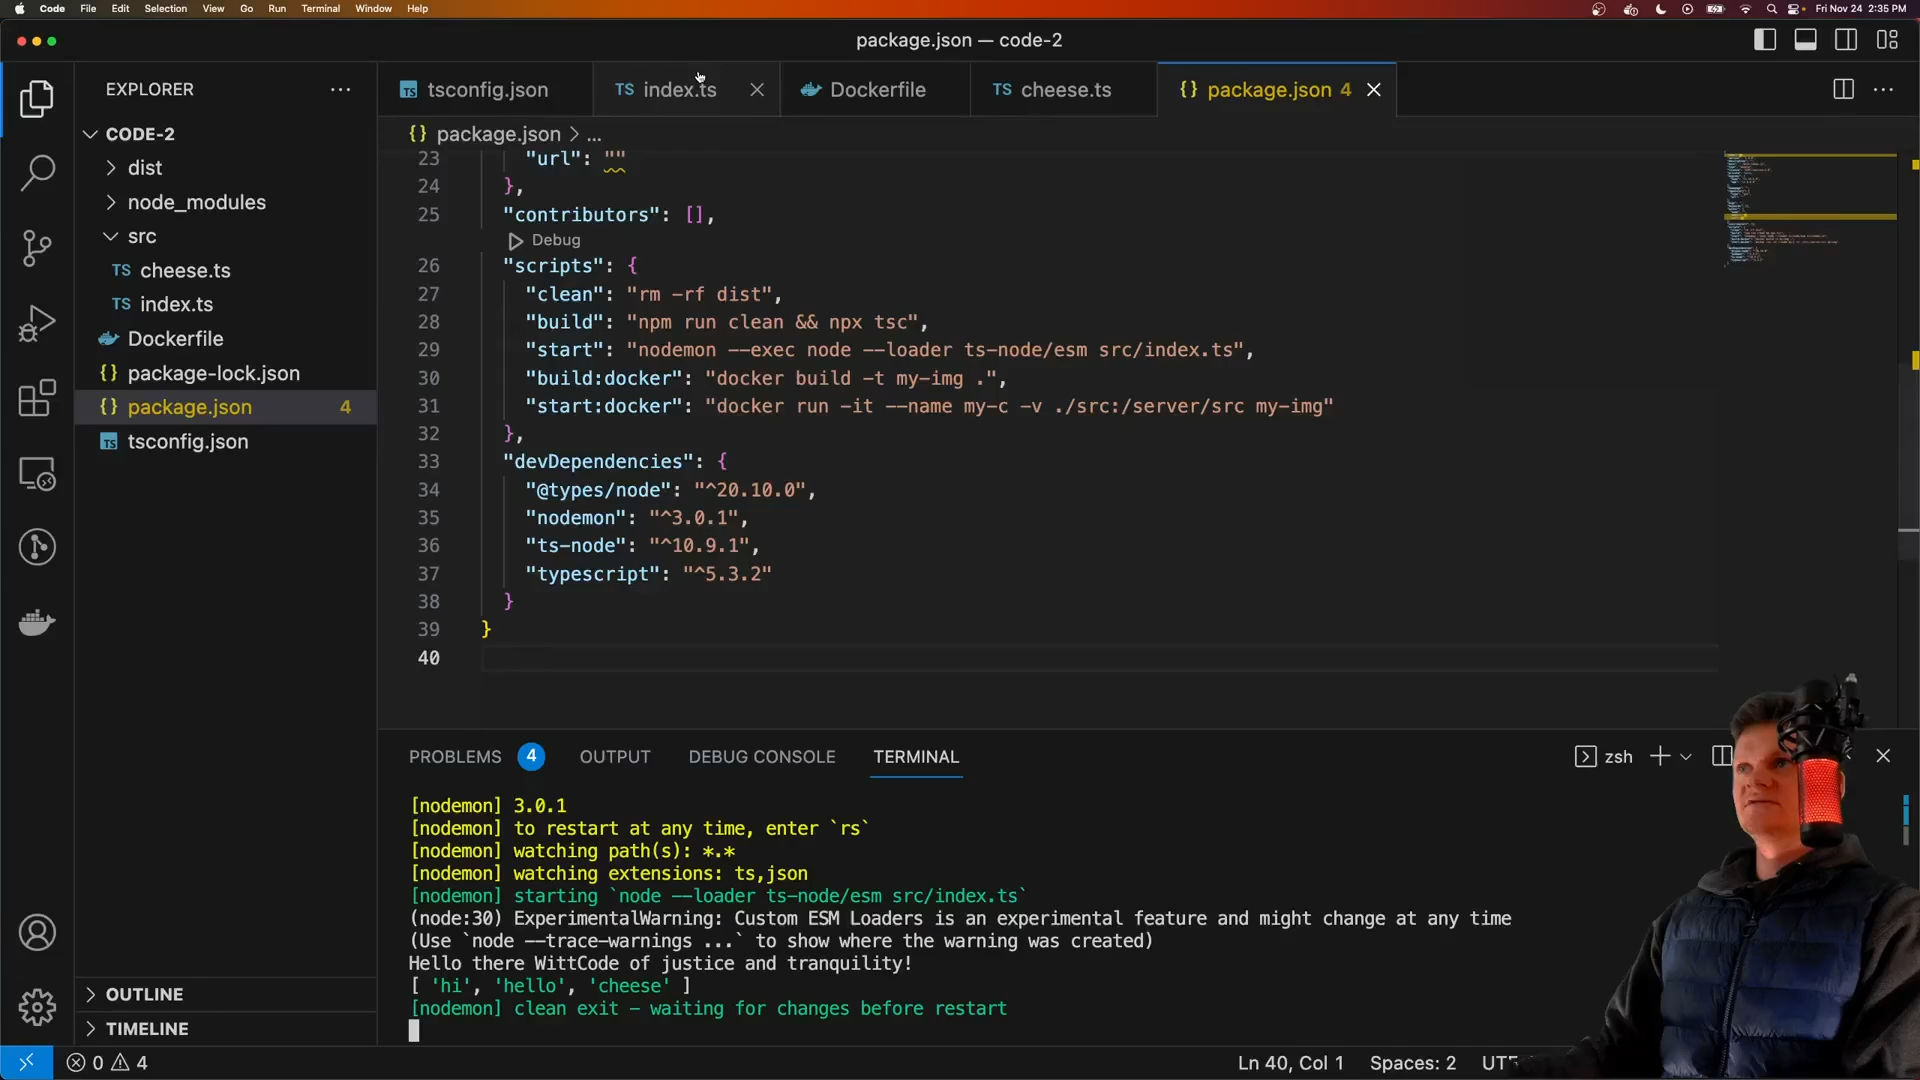 Code File Edit Selection View Go Run Terminal Window Help
Fri Nov 24 2:35 PM
package.json — code-2
EXPLORER
tsconfig.json
TS index.ts
Dockerfile
TS cheese.ts
{} package.json 4
CODE-2
dist
node_modules
src
TS cheese.ts
TS index.ts
Dockerfile
{} package-lock.json
{} package.json 4
TS tsconfig.json
OUTLINE
TIMELINE
{} package.json > ...
23 "url": ""
24 },
25 "contributors": [],
Debug
26 "scripts": {
27 "clean": "rm -rf dist",
28 "build": "npm run clean && npx tsc",
29 "start": "nodemon --exec node --loader ts-node/esm src/index.ts",
30 "build:docker": "docker build -t my-img .",
31 "start:docker": "docker run -it --name my-c -v ./src:/server/src my-img"
32 },
33 "devDependencies": {
34 "@types/node": "^20.10.0",
35 "nodemon": "^3.0.1",
36 "ts-node": "^10.9.1",
37 "typescript": "^5.3.2"
38 }
39 }
40
PROBLEMS 4 OUTPUT DEBUG CONSOLE TERMINAL
zsh
[nodemon] 3.0.1
[nodemon] to restart at any time, enter `rs`
[nodemon] watching path(s): *.*
[nodemon] watching extensions: ts,json
[nodemon] starting `node --loader ts-node/esm src/index.ts`
(node:30) ExperimentalWarning: Custom ESM Loaders is an experimental feature and might change at any time
(Use `node --trace-warnings ...` to show where the warning was created)
Hello there WittCode of justice and tranquility!
[ 'hi', 'hello', 'cheese' ]
[nodemon] clean exit - waiting for changes before restart
0 4
Ln 40, Col 1 Spaces: 2